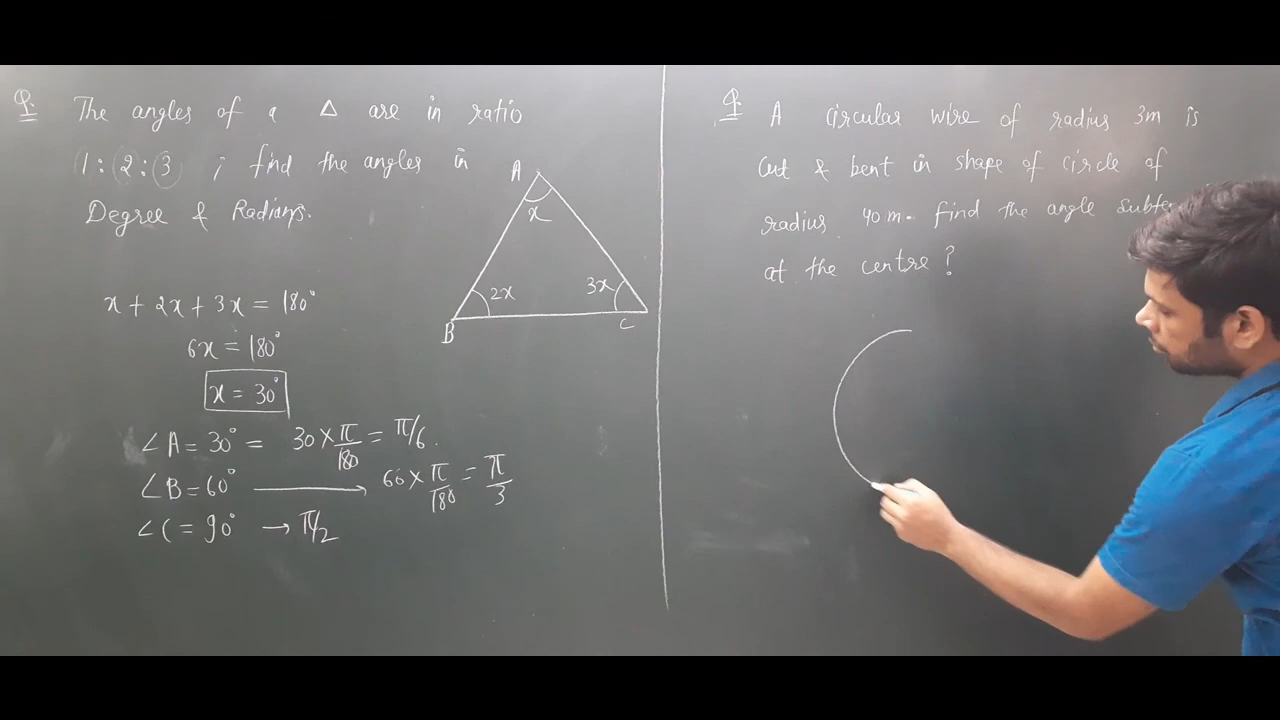 Q. The angles of a Δ are in ratio
1:2:3 ; find the angles in
Degree & Radians.
A
x
2x
3x
B
C
x + 2x + 3x = 180°
6x = 180°
x = 30°
∠A = 30° = 30 × π/180 = π/6.
∠B = 60° ⟶ 60 × π/180 = π/3
∠C = 90° → π/2
Q. A circular wire of radius 3m is
cut & bent in shape of circle of
radius 40m. find the angle
at the centre?